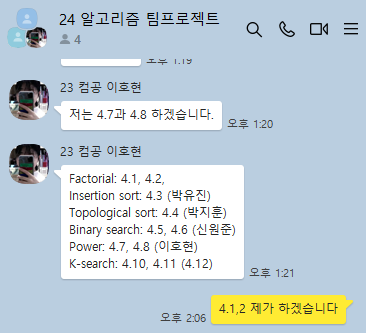 24 알고리즘 팀프로젝트
4
오후 1:19
23 컴공 이호현
저는 4.7과 4.8 하겠습니다.
오후 1:20
23 컴공 이호현
Factorial: 4.1, 4.2,
Insertion sort: 4.3 (박유진)
Topological sort: 4.4 (박지훈)
Binary search: 4.5, 4.6 (신원준)
Power: 4.7, 4.8 (이호현)
K-search: 4.10, 4.11 (4.12)
오후 1:21
4.1,2 제가 하겠습니다
오후 2:06